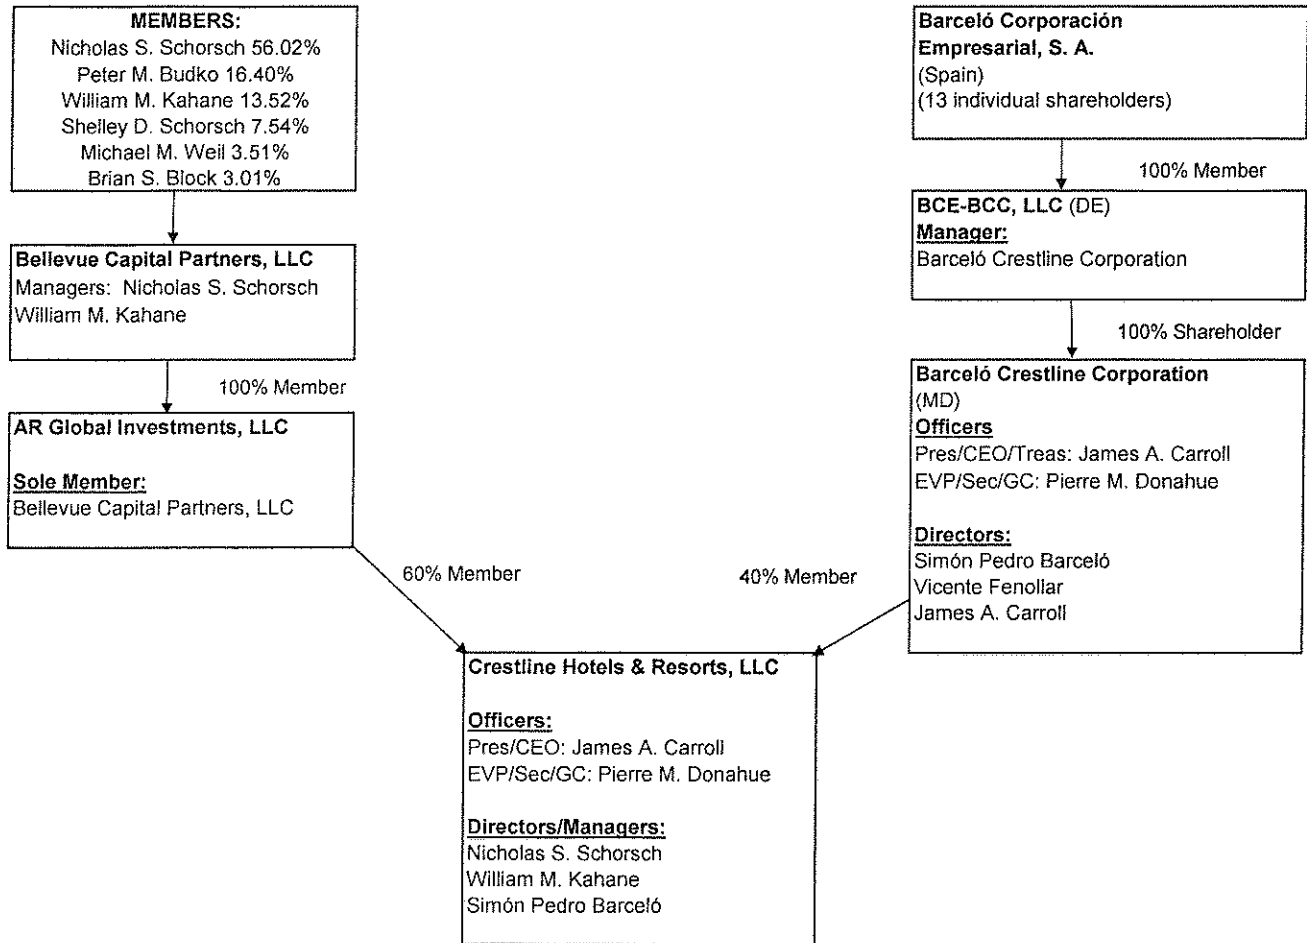 MEMBERS:
Nicholas S. Schorsch 56.02%
Peter M. Budko 16.40%
William M. Kahane 13.52%
Shelley D. Schorsch 7.54%
Michael M. Weil 3.51%
Brian S. Block 3.01%
Bellevue Capital Partners, LLC
Managers: Nicholas S. Schorsch
William M. Kahane
100% Member
AR Global Investments, LLC
Sole Member:
Bellevue Capital Partners, LLC
60% Member
Barceló Corporación
Empresarial, S. A.
(Spain)
(13 individual shareholders)
100% Member
BCE-BCC, LLC (DE)
Manager:
Barceló Crestline Corporation
100% Shareholder
Barceló Crestline Corporation
(MD)
Officers
Pres/CEO/Treas: James A. Carroll
EVP/Sec/GC: Pierre M. Donahue
Directors:
Simón Pedro Barceló
Vicente Fenollar
James A. Carroll
40% Member
Crestline Hotels & Resorts, LLC
Officers:
Pres/CEO: James A. Carroll
EVP/Sec/GC: Pierre M. Donahue
Directors/Managers:
Nicholas S. Schorsch
William M. Kahane
Simón Pedro Barceló